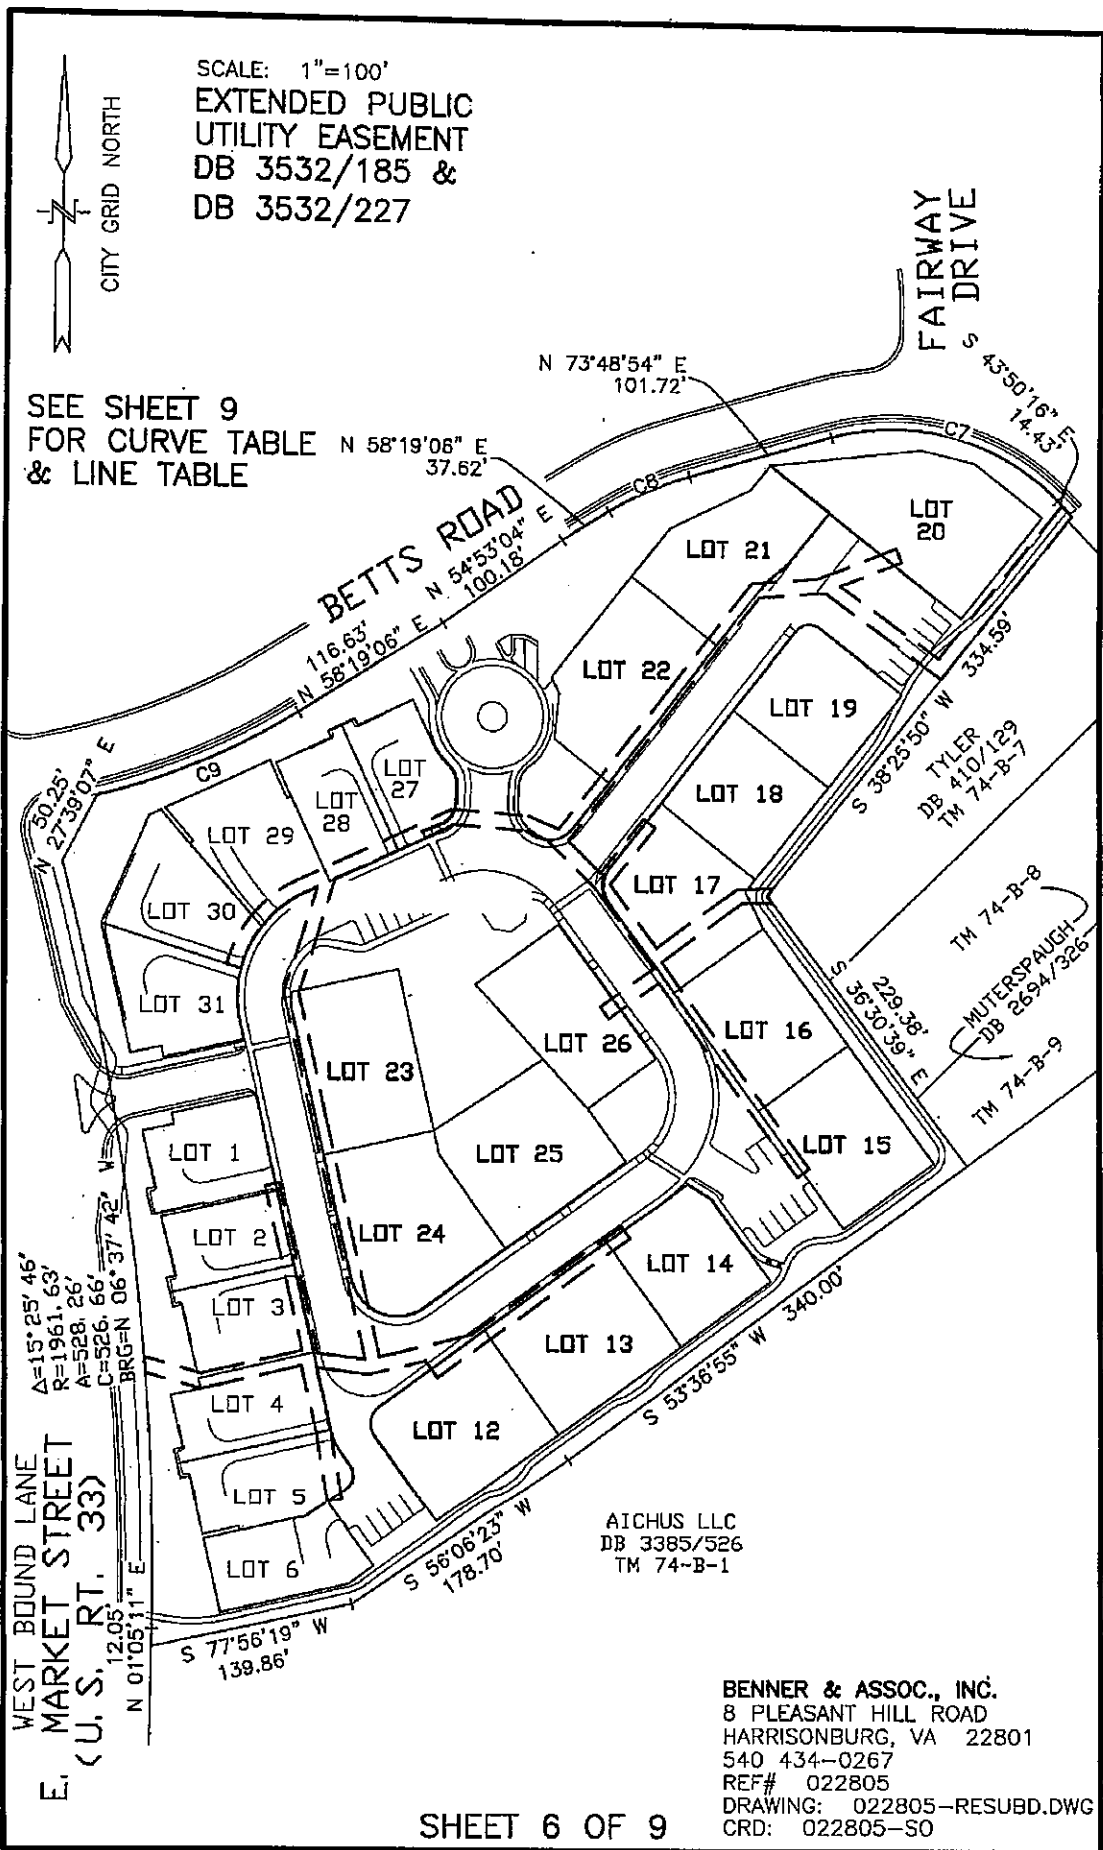 SCALE: 1"=100'
EXTENDED PUBLIC
UTILITY EASEMENT
DB 3532/185 &
DB 3532/227
CITY GRID NORTH
N
FAIRWAY
DRIVE
SEE SHEET 9
FOR CURVE TABLE
& LINE TABLE
N 73°48'54" E
101.72'
S 43°50'16" E
14.43'
N 58°19'06" E
37.62'
C7
C8
BETTS ROAD
N 54°53'04" E
100.18'
116.63'
N 58°19'06" E
C9
50.25'
N 27°39'07" E
LOT
20
LOT 21
LOT 22
LOT 19
LOT 18
LOT 17
S 38°25'50" W 334.59'
TYLER
DB 410/129
TM 74-B-7
TM 74-B-8
MUTERSPAUGH
DB 2694/326
TM 74-B-9
229.38'
S 36°30'39" E
LOT
27
LOT
28
LOT 29
LOT 30
LOT 31
LOT 23
LOT 26
LOT 16
LOT 25
LOT 15
LOT 24
LOT 1
LOT 2
LOT 3
LOT 4
LOT 5
LOT 6
LOT 14
LOT 13
LOT 12
S 53°36'55" W 340.00'
S 56°06'23" W
178.70'
S 77°56'19" W
139.86'
Δ=15°25'46"
R=1961.63'
A=528.26'
C=526.66'
BRG=N 06°37'42" W
WEST BOUND LANE
E. MARKET STREET
(U. S. RT. 33)
12.05'
N 01°05'11" E
AICHUS LLC
DB 3385/526
TM 74-B-1
BENNER & ASSOC., INC.
8 PLEASANT HILL ROAD
HARRISONBURG, VA 22801
540 434-0267
REF# 022805
DRAWING: 022805-RESUBD.DWG
CRD: 022805-SO
SHEET 6 OF 9